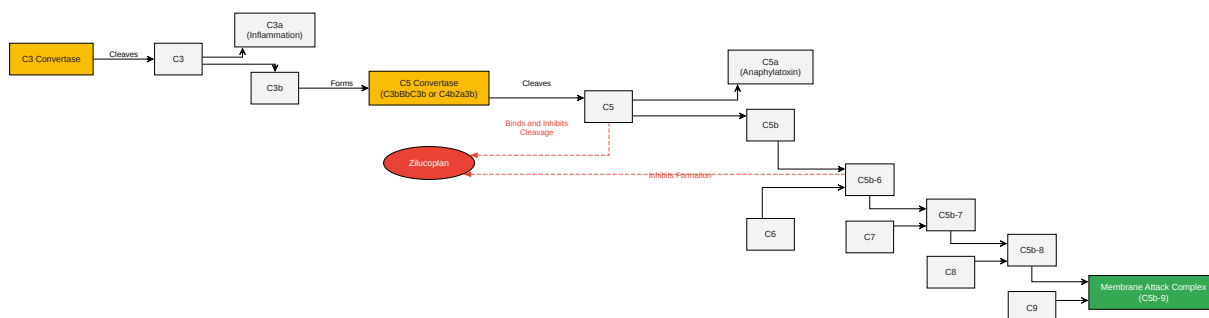 C3a
(Inflammation)
C3 Convertase
Cleaves
C3
C3b
Forms
C5 Convertase
(C3bBbC3b or C4b2a3b)
Cleaves
C5a
(Anaphylatoxin)
C5
C5b
Binds and Inhibits
Cleavage
Zilucoplan
Inhibits Formation
C5b-6
C6
C5b-7
C7
C5b-8
C8
Membrane Attack Complex
(C5b-9)
C9